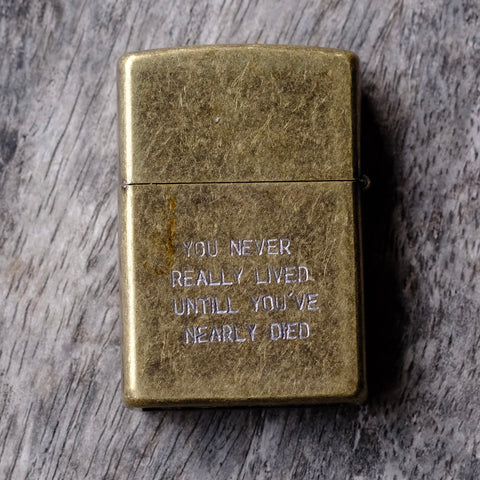 YOU NEVER
REALLY LIVED
UNTILL YOU'VE
NEARLY DIED